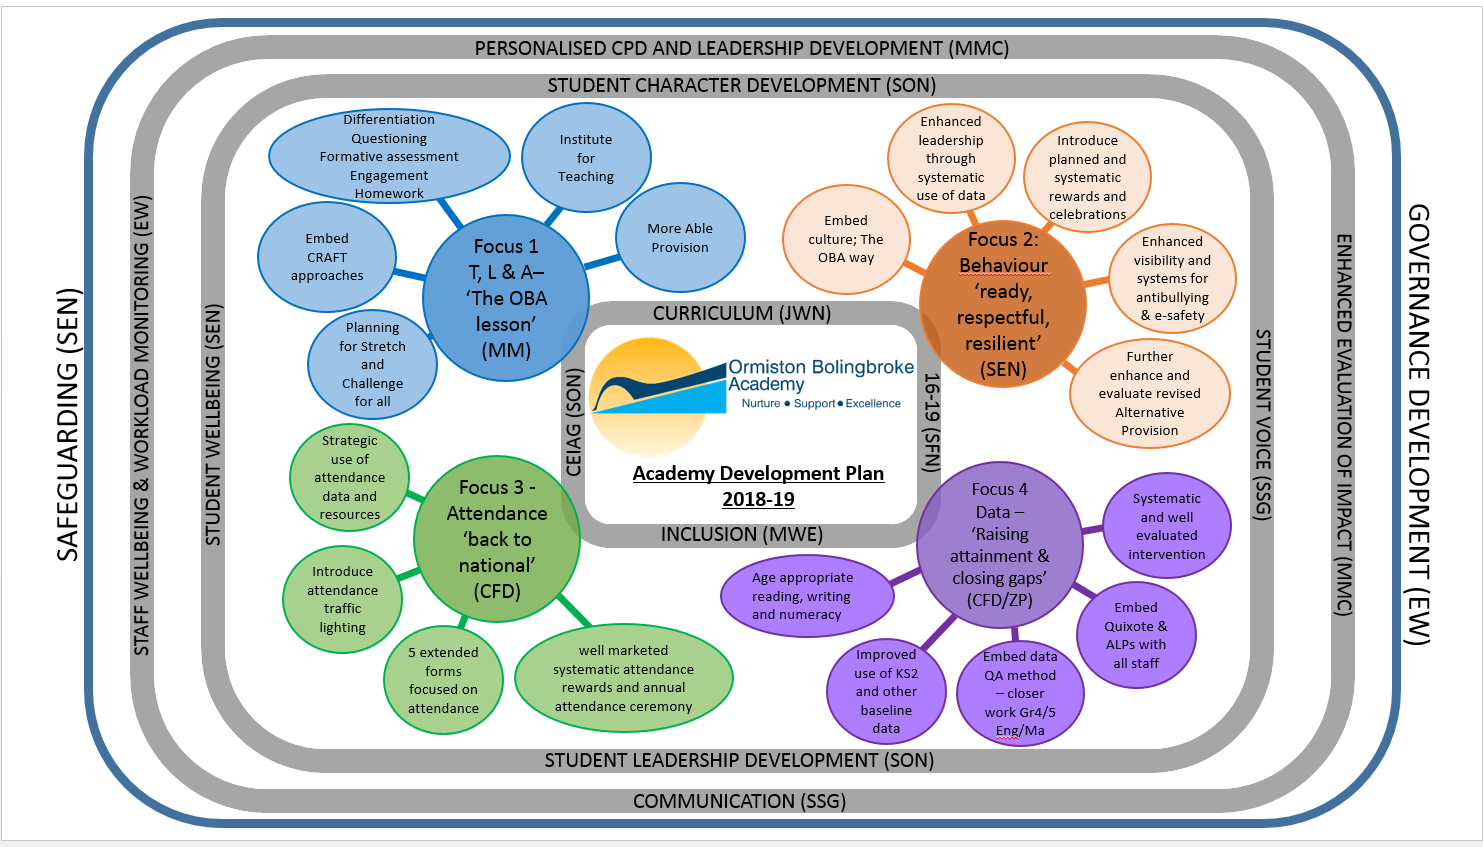 PERSONALISED CPD AND LEADERSHIP DEVELOPMENT (MMC)
STUDENT CHARACTER DEVELOPMENT (SON)
SAFEGUARDING (SEN)
STAFF WELLBEING & WORKLOAD MONITORING (EW)
STUDENT WELLBEING (SEN)
Differentiation
Questioning
Formative assessment
Engagement
Homework
Institute
for
Teaching
More Able
Provision
Embed
CRAFT
approaches
Planning
for Stretch
and
Challenge
for all
Focus 1
T, L & A–
‘The OBA
lesson’
(MM)
Enhanced
leadership
through
systematic
use of data
Introduce
planned and
systematic
rewards and
celebrations
Embed
culture; The
OBA way
Enhanced
visibility and
systems for
antibullying
& e-safety
Further
enhance and
evaluate revised
Alternative
Provision
Focus 2:
Behaviour
‘ready,
respectful,
resilient’
(SEN)
CURRICULUM (JWN)
CEIAG (SON)
16-19 (SFN)
INCLUSION (MWE)
Ormiston Bolingbroke
Academy
Nurture • Support • Excellence
Academy Development Plan
2018-19
Strategic
use of
attendance
data and
resources
Introduce
attendance
traffic
lighting
5 extended
forms
focused on
attendance
well marketed
systematic attendance
rewards and annual
attendance ceremony
Focus 3 -
Attendance
‘back to
national’
(CFD)
Focus 4
Data –
‘Raising
attainment &
closing gaps’
(CFD/ZP)
Systematic
and well
evaluated
intervention
Embed
Quixote &
ALPs with
all staff
Age appropriate
reading, writing
and numeracy
Improved
use of KS2
and other
baseline
data
Embed data
QA method
– closer
work Gr4/5
Eng/Ma
STUDENT VOICE (SSG)
ENHANCED EVALUATION OF IMPACT (MMC)
GOVERNANCE DEVELOPMENT (EW)
STUDENT LEADERSHIP DEVELOPMENT (SON)
COMMUNICATION (SSG)